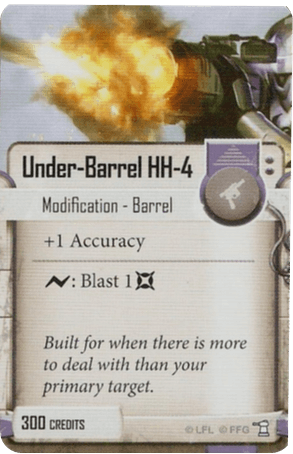 Under-Barrel HH-4
Modification - Barrel
+1 Accuracy
: Blast 1
Built for when there is more
to deal with than your
primary target.
300 CREDITS
© LFL © FFG